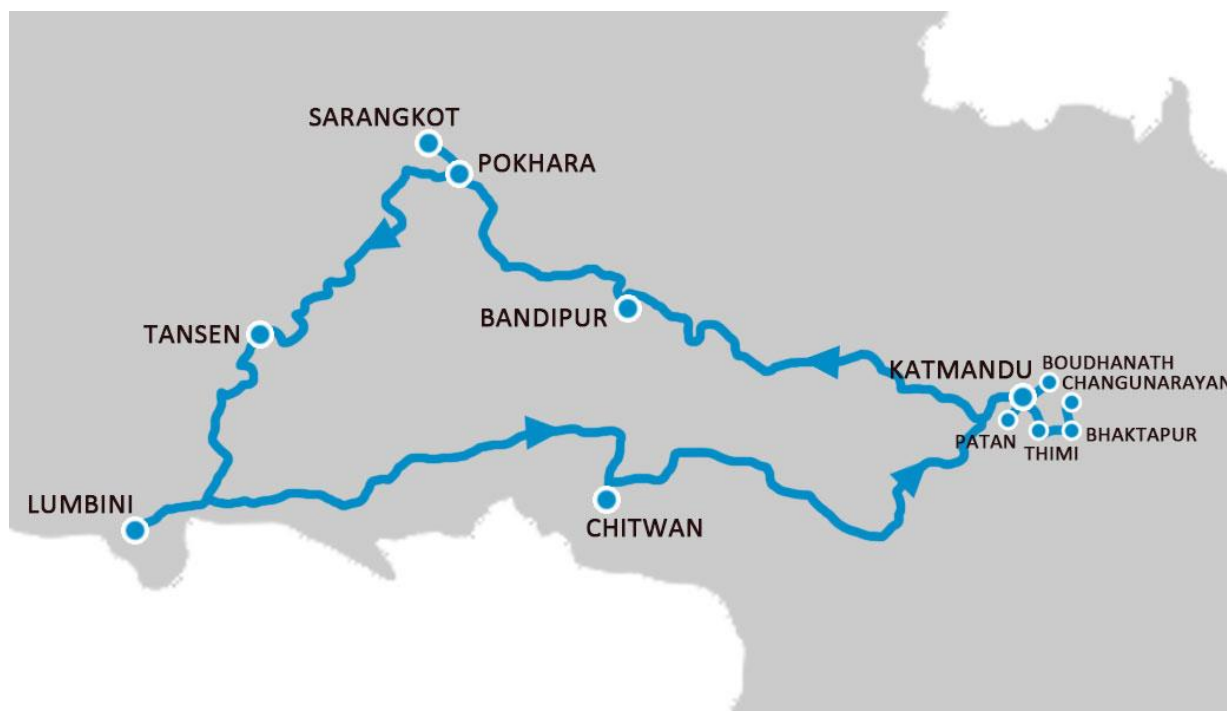 SARANGKOT
POKHARA
BANDIPUR
TANSEN
KATMANDU
BOUDHANATH
CHANGUNARAYAN
PATAN
THIMI
BHAKTAPUR
LUMBINI
CHITWAN